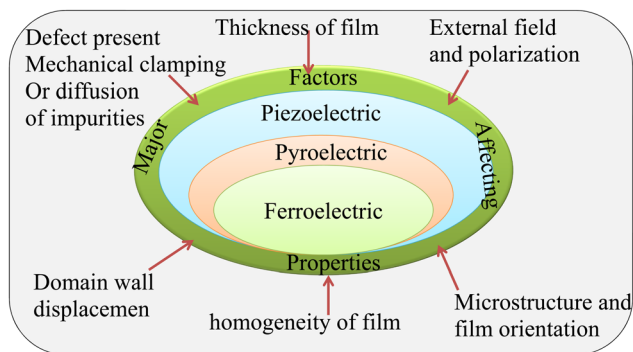 Thickness of film
Defect present
Mechanical clamping
Or diffusion
of impurities
External field
and polarization
Major
Factors
Affecting
Properties
Piezoelectric
Pyroelectric
Ferroelectric
Domain wall
displacemen
homogeneity of film
Microstructure and
film orientation